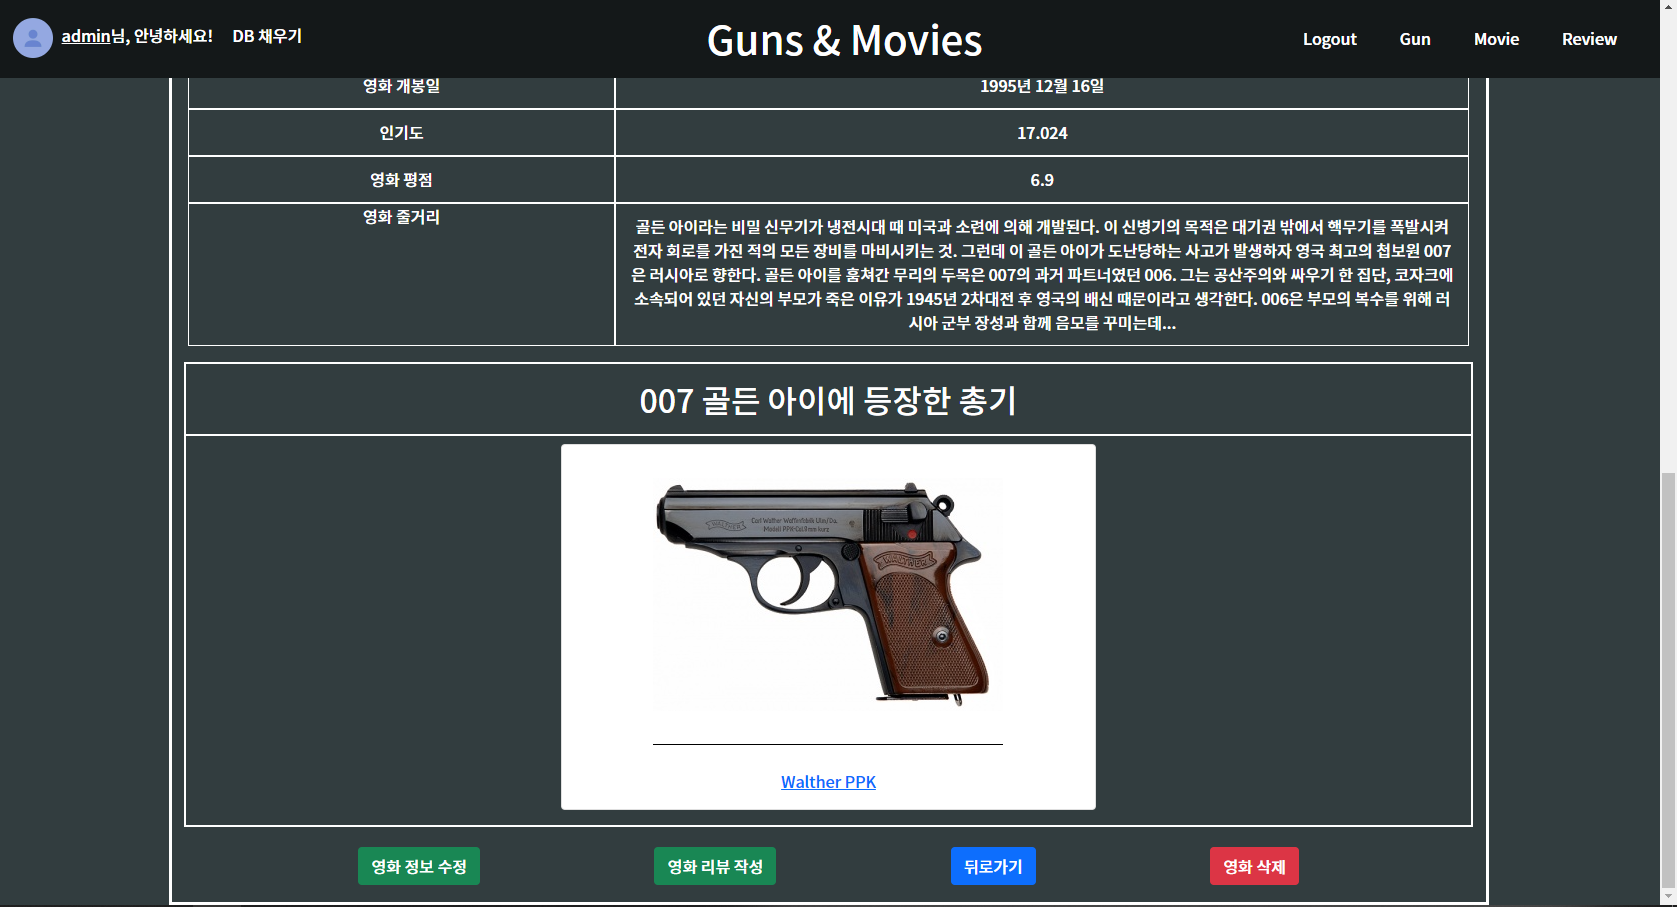 admin님, 안녕하세요! DB 채우기
Guns & Movies
Logout Gun Movie Review
영화 개봉일 1995년 12월 16일
인기도 17.024
영화 평점 6.9
영화 줄거리
골든 아이라는 비밀 신무기가 냉전시대 때 미국과 소련에 의해 개발된다. 이 신병기의 목적은 대기권 밖에서 핵무기를 폭발시켜
전자 회로를 가진 적의 모든 장비를 마비시키는 것. 그런데 이 골든 아이가 도난당하는 사고가 발생하자 영국 최고의 첩보원 007
은 러시아로 향한다. 골든 아이를 훔쳐간 무리의 두목은 007의 과거 파트너였던 006. 그는 공산주의와 싸우기 한 집단, 코자크에
소속되어 있던 자신의 부모가 죽은 이유가 1945년 2차대전 후 영국의 배신 때문이라고 생각한다. 006은 부모의 복수를 위해 러
시아 군부 장성과 함께 음모를 꾸미는데...
007 골든 아이에 등장한 총기
WALTHER
Carl Walther Waffenfabrik Ulm/Do.
Modell PPK Cal.9mm kurz
WALTHER
Walther PPK
영화 정보 수정 영화 리뷰 작성 뒤로가기 영화 삭제